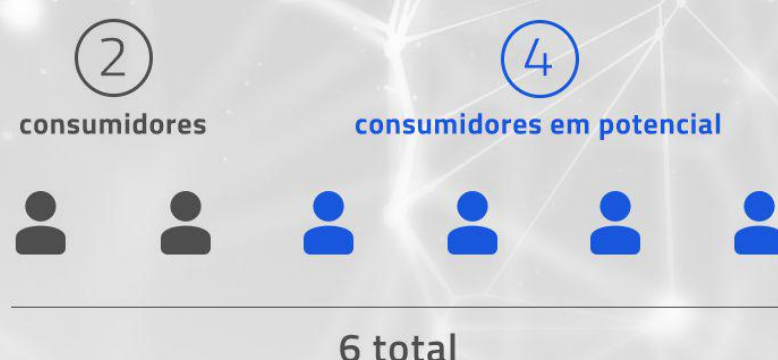 2
4
consumidores
consumidores em potencial
6 total